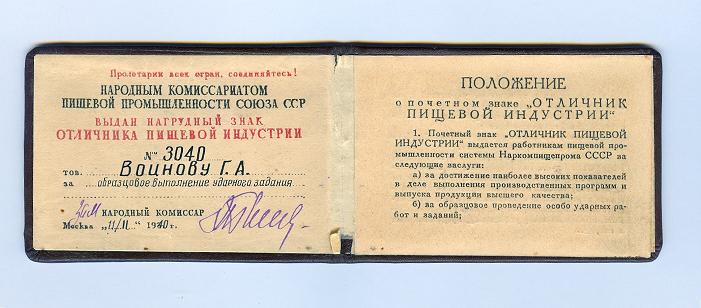 Пролетарии всех стран, соединяйтесь!
НАРОДНЫМ КОМИССАРИАТОМ
ПИЩЕВОЙ ПРОМЫШЛЕННОСТИ СОЮЗА ССР
ВЫДАН НАГРУДНЫЙ ЗНАК
ОТЛИЧНИКА ПИЩЕВОЙ ИНДУСТРИИ
№ 3040
тов. Воинову Г.А.
за образцовое выполнение ударного задания.
НАРОДНЫЙ КОМИССАР
Москва 1940 г.
ПОЛОЖЕНИЕ
о почетном знаке „ОТЛИЧНИК
ПИЩЕВОЙ ИНДУСТРИИ“
1. Почетный знак „ОТЛИЧНИК ПИЩЕВОЙ
ИНДУСТРИИ“ выдается работникам пищевой про-
мышленности системы Наркомпищепрома СССР за
следующие заслуги:
а) за достижение наиболее высоких показателей
в деле выполнения производственных программ и
выпуска продукции высшего качества;
б) за образцовое проведение особо ударных ра-
бот и заданий;